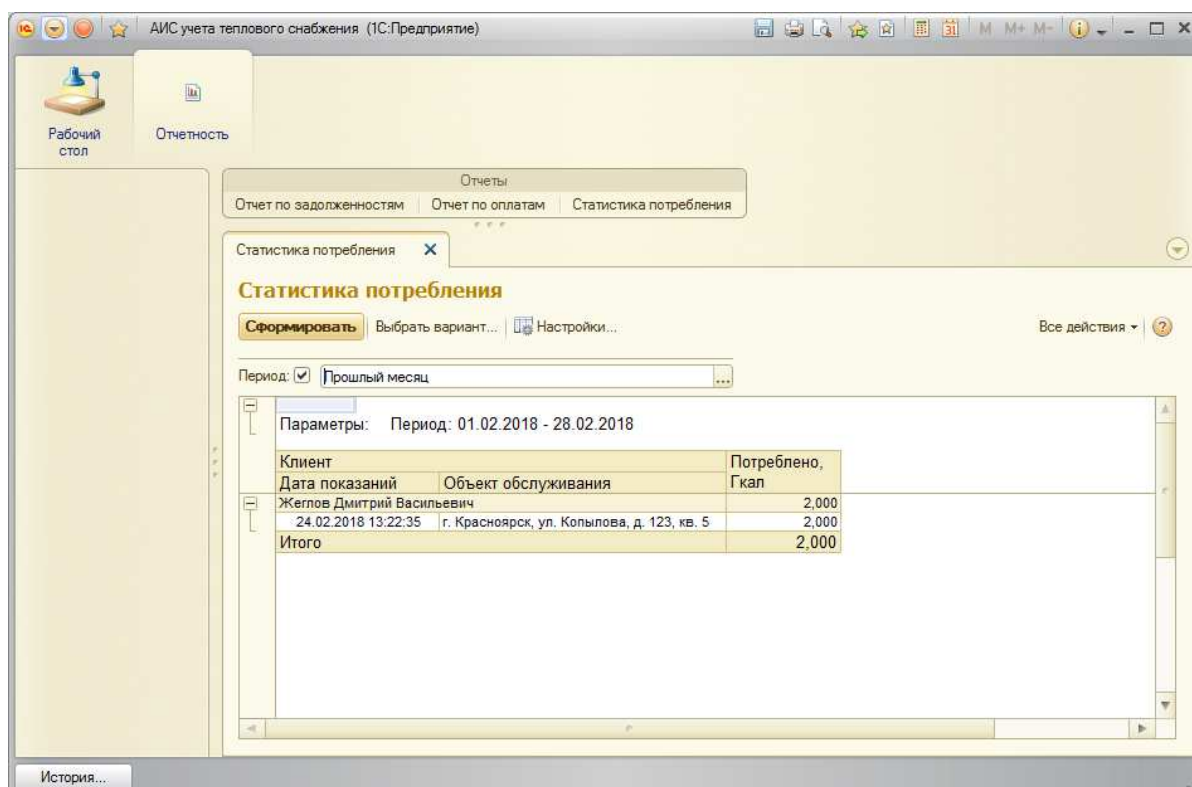 АИС учета теплового снабжения (1С:Предприятие)
M M+ M-
Рабочий
стол
Отчетность
Отчеты
Отчет по задолженностям Отчет по оплатам Статистика потребления
Статистика потребления
Статистика потребления
Сформировать Выбрать вариант... Настройки... Все действия
Период: Прошлый месяц ...
Параметры: Период: 01.02.2018 - 28.02.2018
Клиент Потреблено,
Дата показаний Объект обслуживания Гкал
Жеглов Дмитрий Васильевич 2,000
24.02.2018 13:22:35 г. Красноярск, ул. Копылова, д. 123, кв. 5 2,000
Итого 2,000
История...